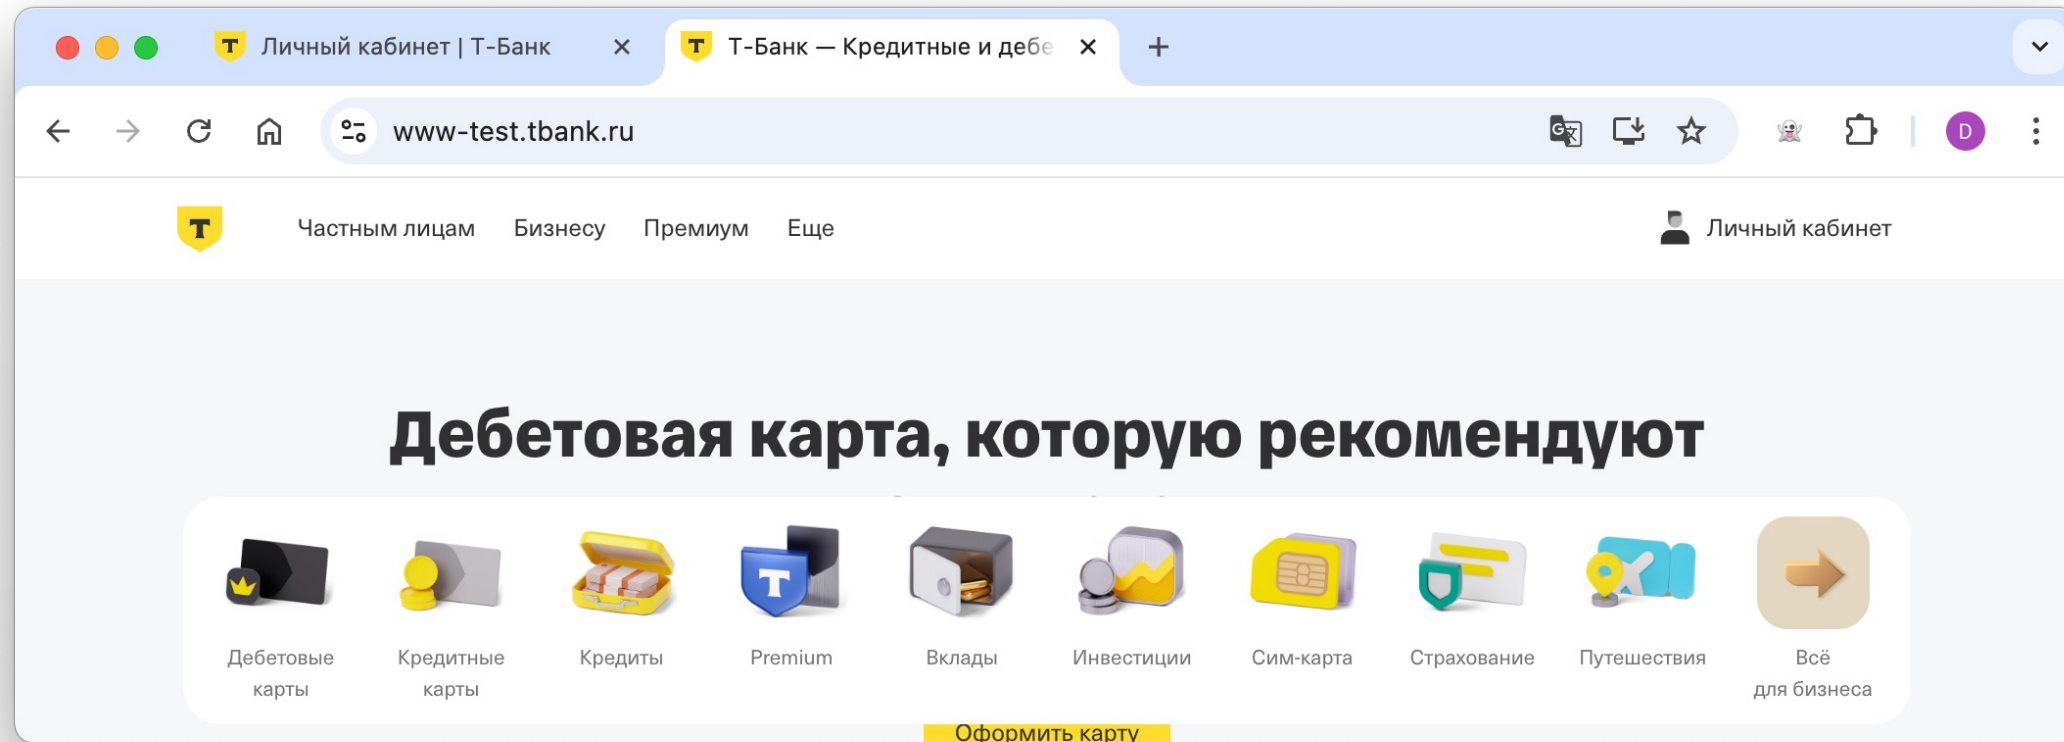 Личный кабинет | Т-Банк
Т-Банк — Кредитные и дебе
www-test.tbank.ru
D
Т
Частным лицам Бизнесу Премиум Еще
Личный кабинет
Дебетовая карта, которую рекомендуют
Дебетовые
карты
Кредитные
карты
Кредиты
Premium
Вклады
Инвестиции
Сим-карта
Страхование
Путешествия
Всё
для бизнеса
Оформить карту